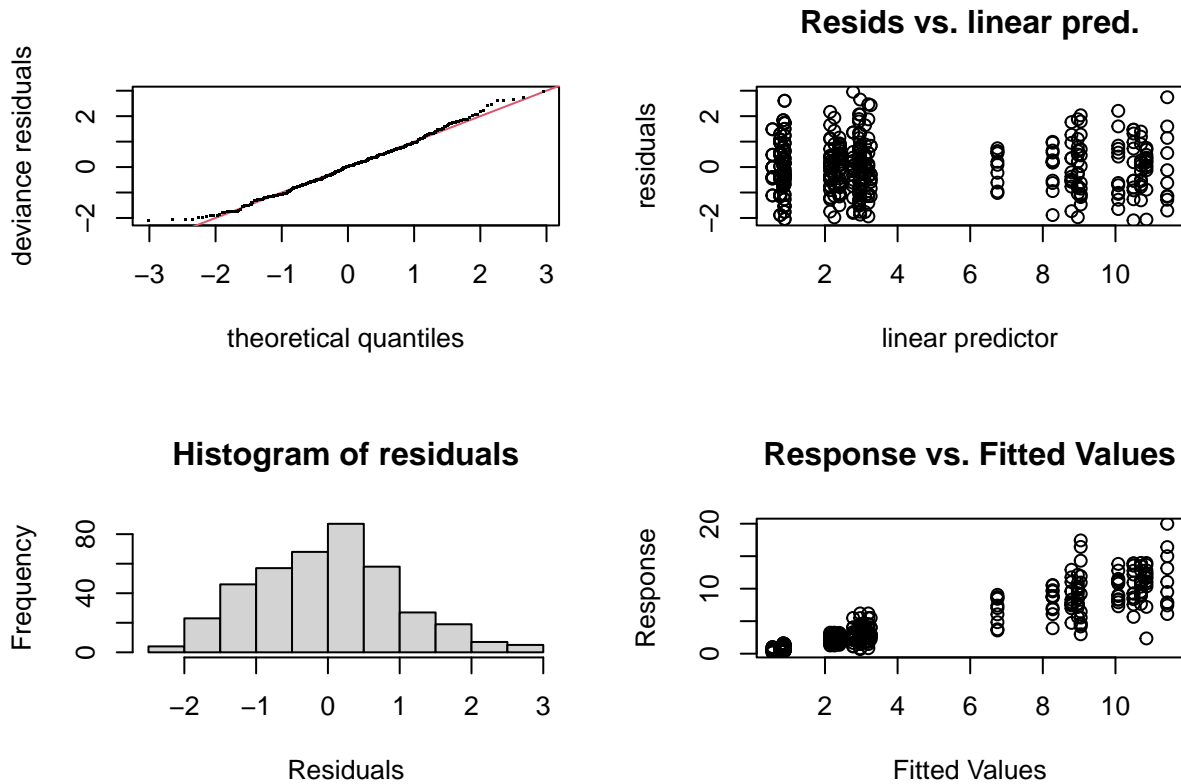 deviance residuals
−2 0 2
−3 −2 −1 0 1 2 3
theoretical quantiles
Resids vs. linear pred.
residuals
−2 0 2
2 4 6 8 10
linear predictor
Histogram of residuals
Frequency
0 40 80
−2 −1 0 1 2 3
Residuals
Response vs. Fitted Values
Response
0 10 20
2 4 6 8 10
Fitted Values